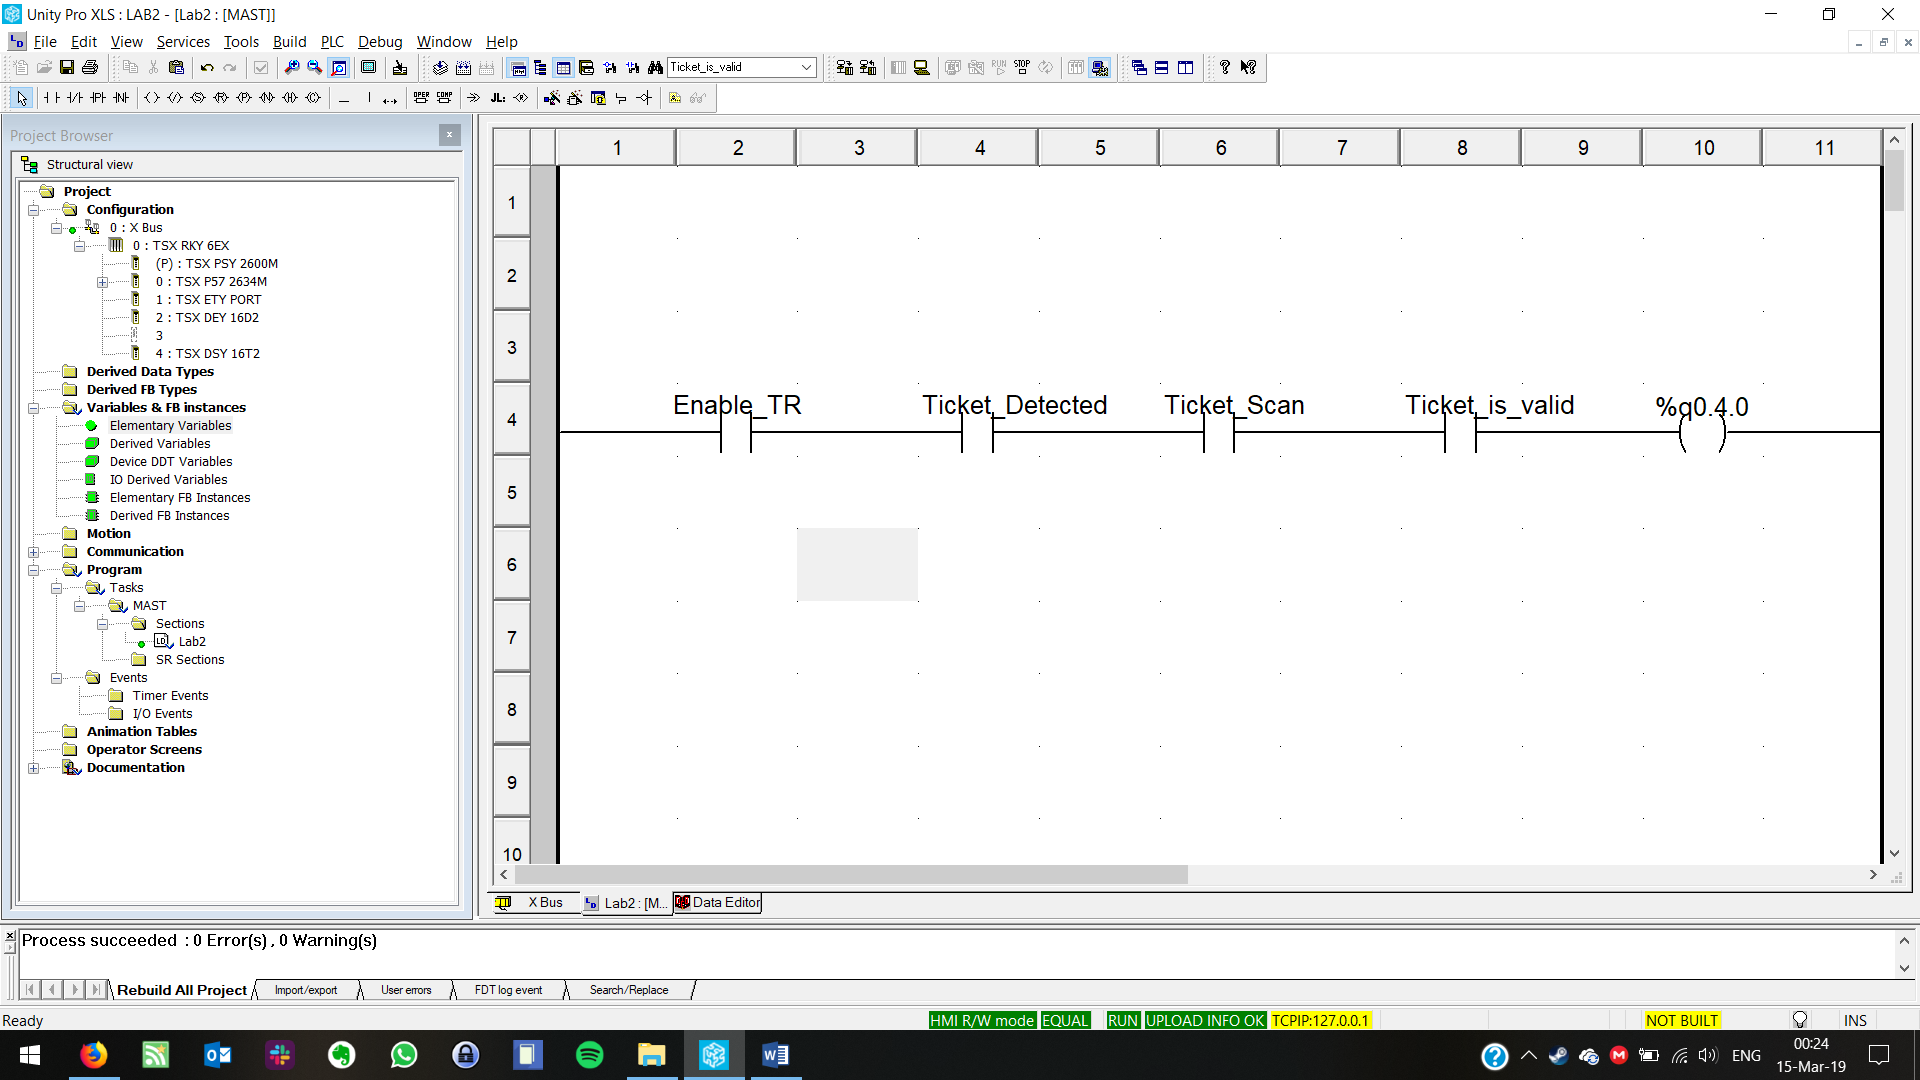 Unity Pro XLS : LAB2 - [Lab2 : [MAST]]
File Edit View Services Tools Build PLC Debug Window Help
Ticket_is_valid
Project Browser
Structural view
Project
Configuration
0 : X Bus
0 : TSX RKY 6EX
(P) : TSX PSY 2600M
0 : TSX P57 2634M
1 : TSX ETY PORT
2 : TSX DEY 16D2
3
4 : TSX DSY 16T2
Derived Data Types
Derived FB Types
Variables & FB instances
Elementary Variables
Derived Variables
Device DDT Variables
IO Derived Variables
Elementary FB Instances
Derived FB Instances
Motion
Communication
Program
Tasks
MAST
Sections
Lab2
SR Sections
Events
Timer Events
I/O Events
Animation Tables
Operator Screens
Documentation
1 2 3 4 5 6 7 8 9 10 11
1
2
3
4
Enable_TR Ticket_Detected Ticket_Scan Ticket_is_valid %q0.4.0
5
6
7
8
9
10
X Bus Lab2 : [M... Data Editor
Process succeeded : 0 Error(s) , 0 Warning(s)
Rebuild All Project Import/export User errors FDT log event Search/Replace
Ready HMI R/W mode EQUAL RUN UPLOAD INFO OK TCPIP:127.0.0.1 NOT BUILT INS
ENG 00:24
15-Mar-19